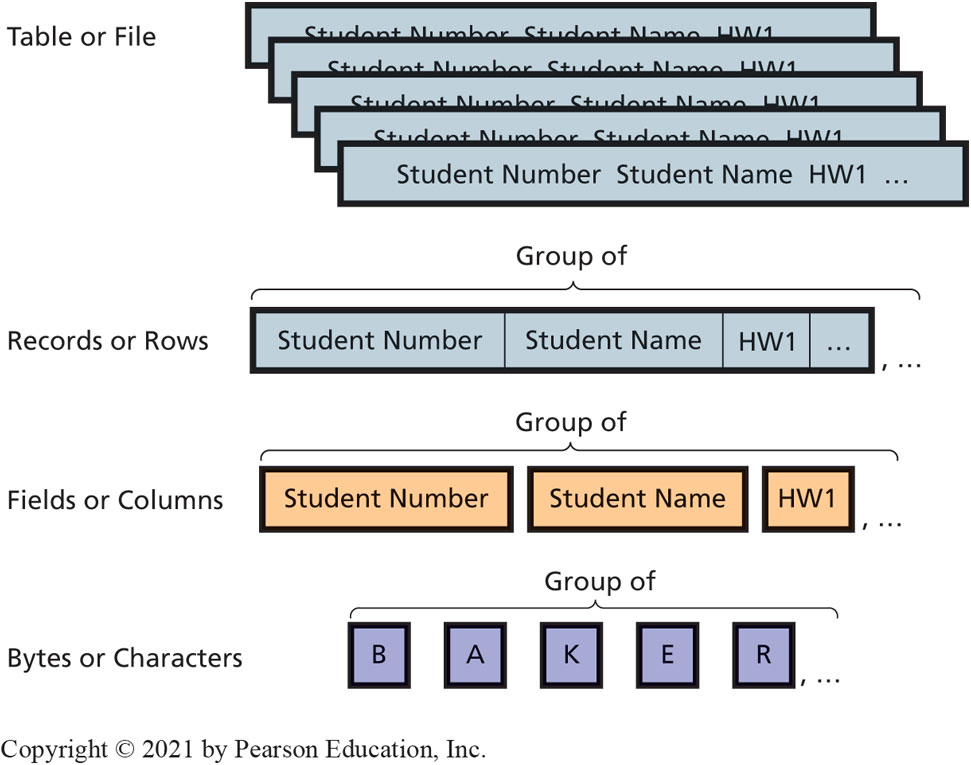 Table or File
Student Number Student Name HW1
Student Number Student Name HW1
Student Number Student Name HW1
Student Number Student Name HW1
Student Number Student Name HW1 ...
Group of
Records or Rows Student Number Student Name HW1 ... , ...
Group of
Fields or Columns Student Number Student Name HW1 , ...
Group of
Bytes or Characters B A K E R , ...
Copyright © 2021 by Pearson Education, Inc.